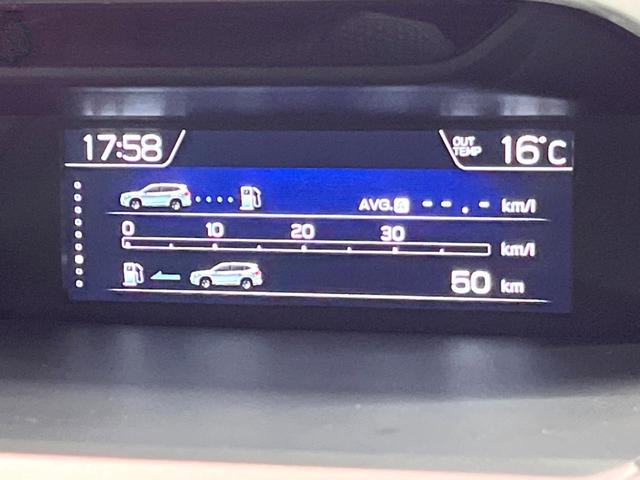 17:58
OUT TEMP 16°C
AVG. A --.- km/l
0 10 20 30 km/l
50 km